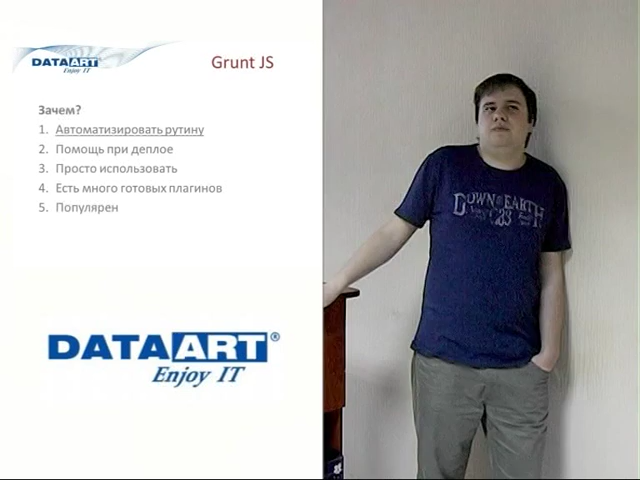 DATAART
Enjoy IT
Grunt JS
Зачем?
1. Автоматизировать рутину
2. Помощь при деплое
3. Просто использовать
4. Есть много готовых плагинов
5. Популярен
DATAART®
Enjoy IT
DOWN EARTH
23